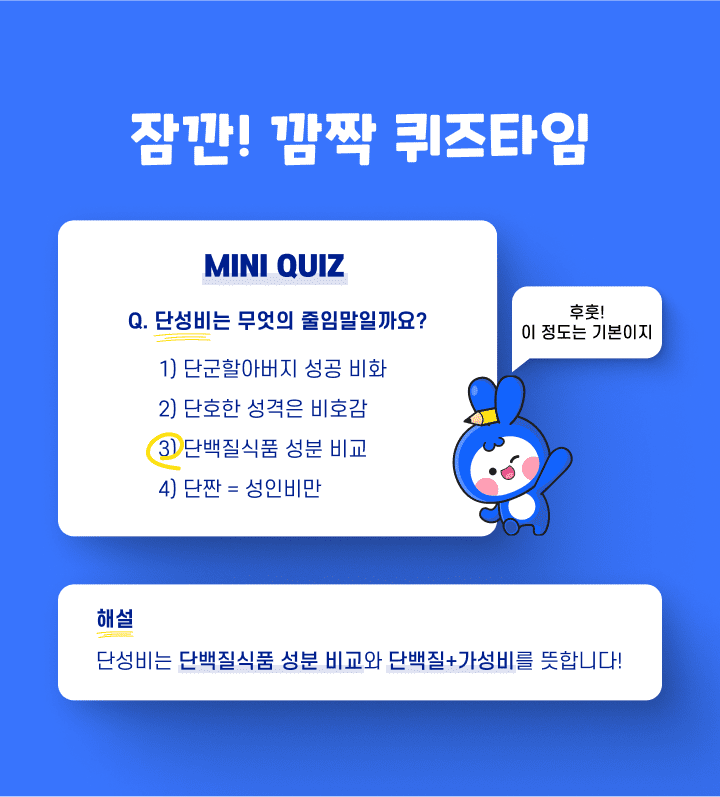 잠깐! 깜짝 퀴즈타임
MINI QUIZ
Q. 단성비는 무엇의 줄임말일까요?
1) 단군할아버지 성공 비화
2) 단호한 성격은 비호감
3) 단백질식품 성분 비교
4) 단짠 = 성인비만
후훗!
이 정도는 기본이지
해설
단성비는 단백질식품 성분 비교와 단백질+가성비를 뜻합니다!